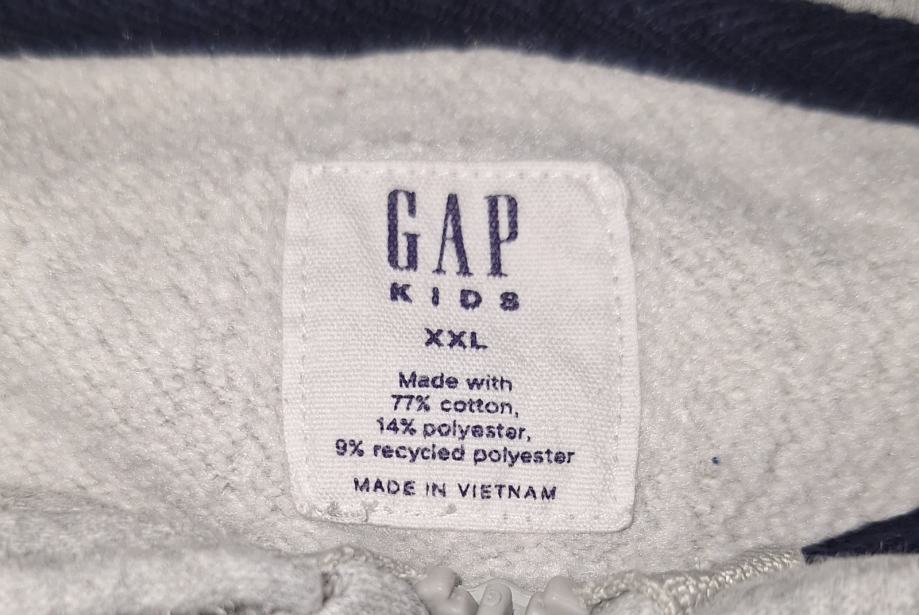 GAP
KIDS
XXL
Made with
77% cotton,
14% polyester,
9% recycled polyester
MADE IN VIETNAM